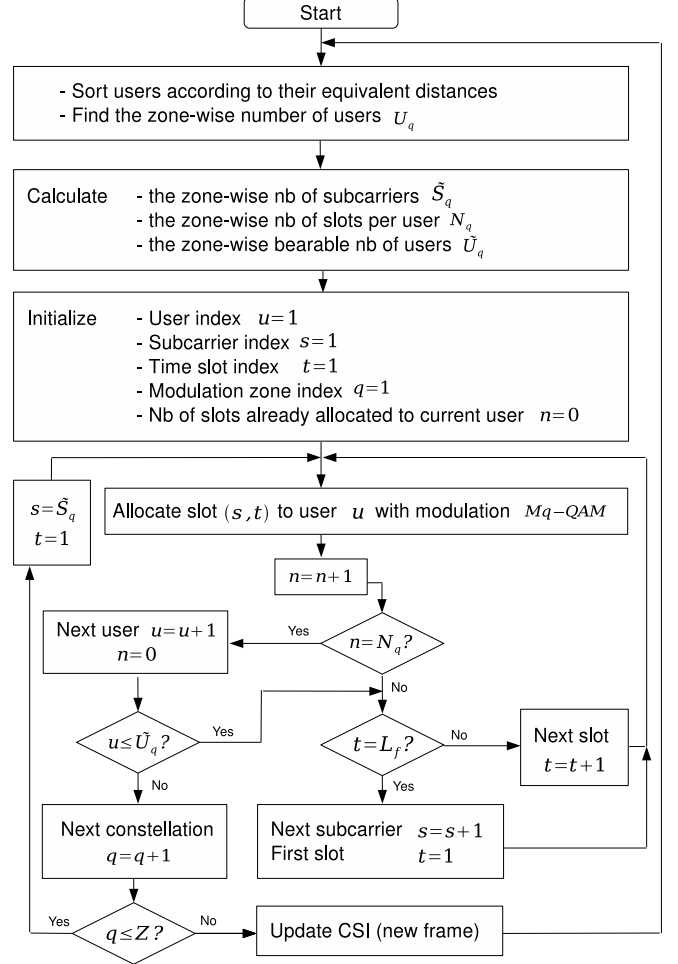 Start
- Sort users according to their equivalent distances
- Find the zone-wise number of users U_q
Calculate - the zone-wise nb of subcarriers S̃_q
- the zone-wise nb of slots per user N_q
- the zone-wise bearable nb of users Ũ_q
Initialize - User index u=1
- Subcarrier index s=1
- Time slot index t=1
- Modulation zone index q=1
- Nb of slots already allocated to current user n=0
s=S̃_q
t=1
Allocate slot (s,t) to user u with modulation Mq−QAM
n=n+1
Next user u=u+1
n=0
Yes
n=N_q?
No
u≤Ũ_q?
Yes
t=L_f?
No
Next slot
t=t+1
No
Yes
Next constellation
q=q+1
Next subcarrier s=s+1
First slot t=1
Yes
q≤Z?
No
Update CSI (new frame)